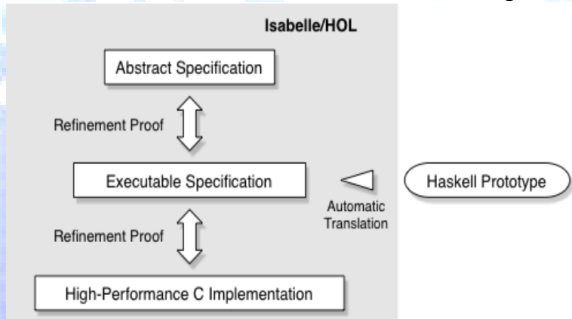 Isabelle/HOL
Abstract Specification
Refinement Proof
Executable Specification
Haskell Prototype
Automatic
Translation
Refinement Proof
High-Performance C Implementation